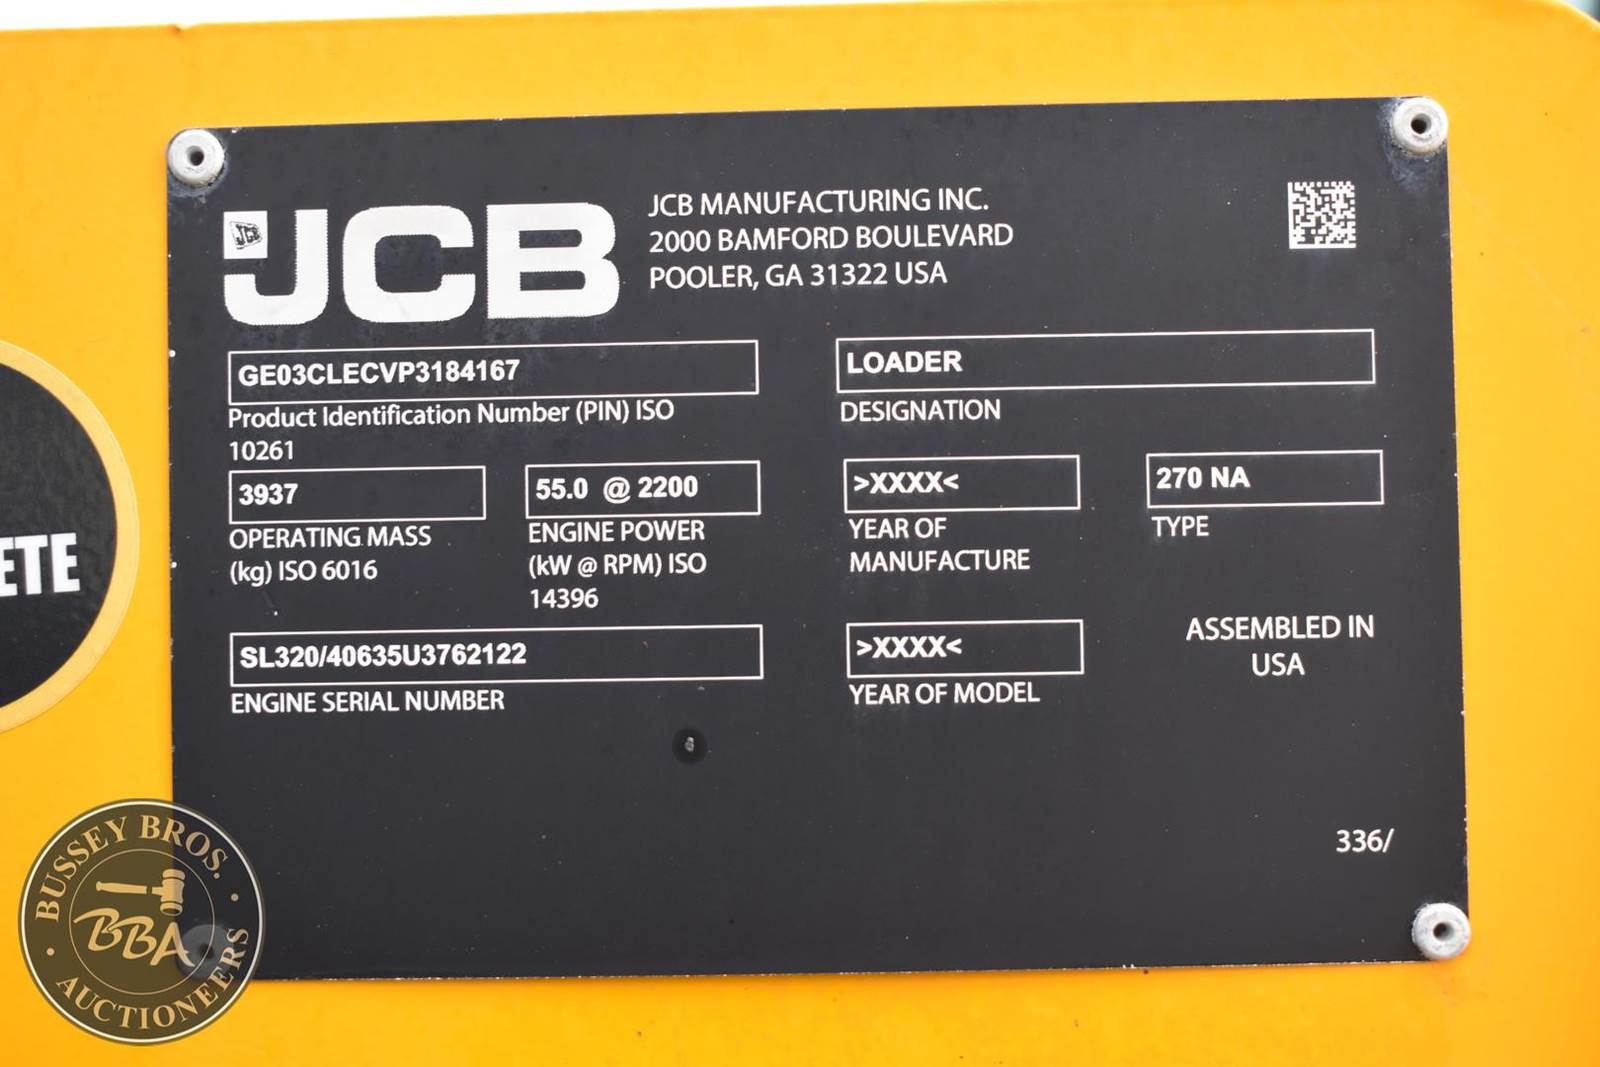 JCB
JCB
JCB MANUFACTURING INC.
2000 BAMFORD BOULEVARD
POOLER, GA 31322 USA
GE03CLECVP3184167
Product Identification Number (PIN) ISO
10261
LOADER
DESIGNATION
3937
OPERATING MASS
(kg) ISO 6016
55.0 @ 2200
ENGINE POWER
(kW @ RPM) ISO
14396
>XXXX<
YEAR OF
MANUFACTURE
270 NA
TYPE
SL320/40635U3762122
ENGINE SERIAL NUMBER
>XXXX<
YEAR OF MODEL
ASSEMBLED IN
USA
336/
ETE
BUSSEY BROS.
BBA
AUCTIONEERS